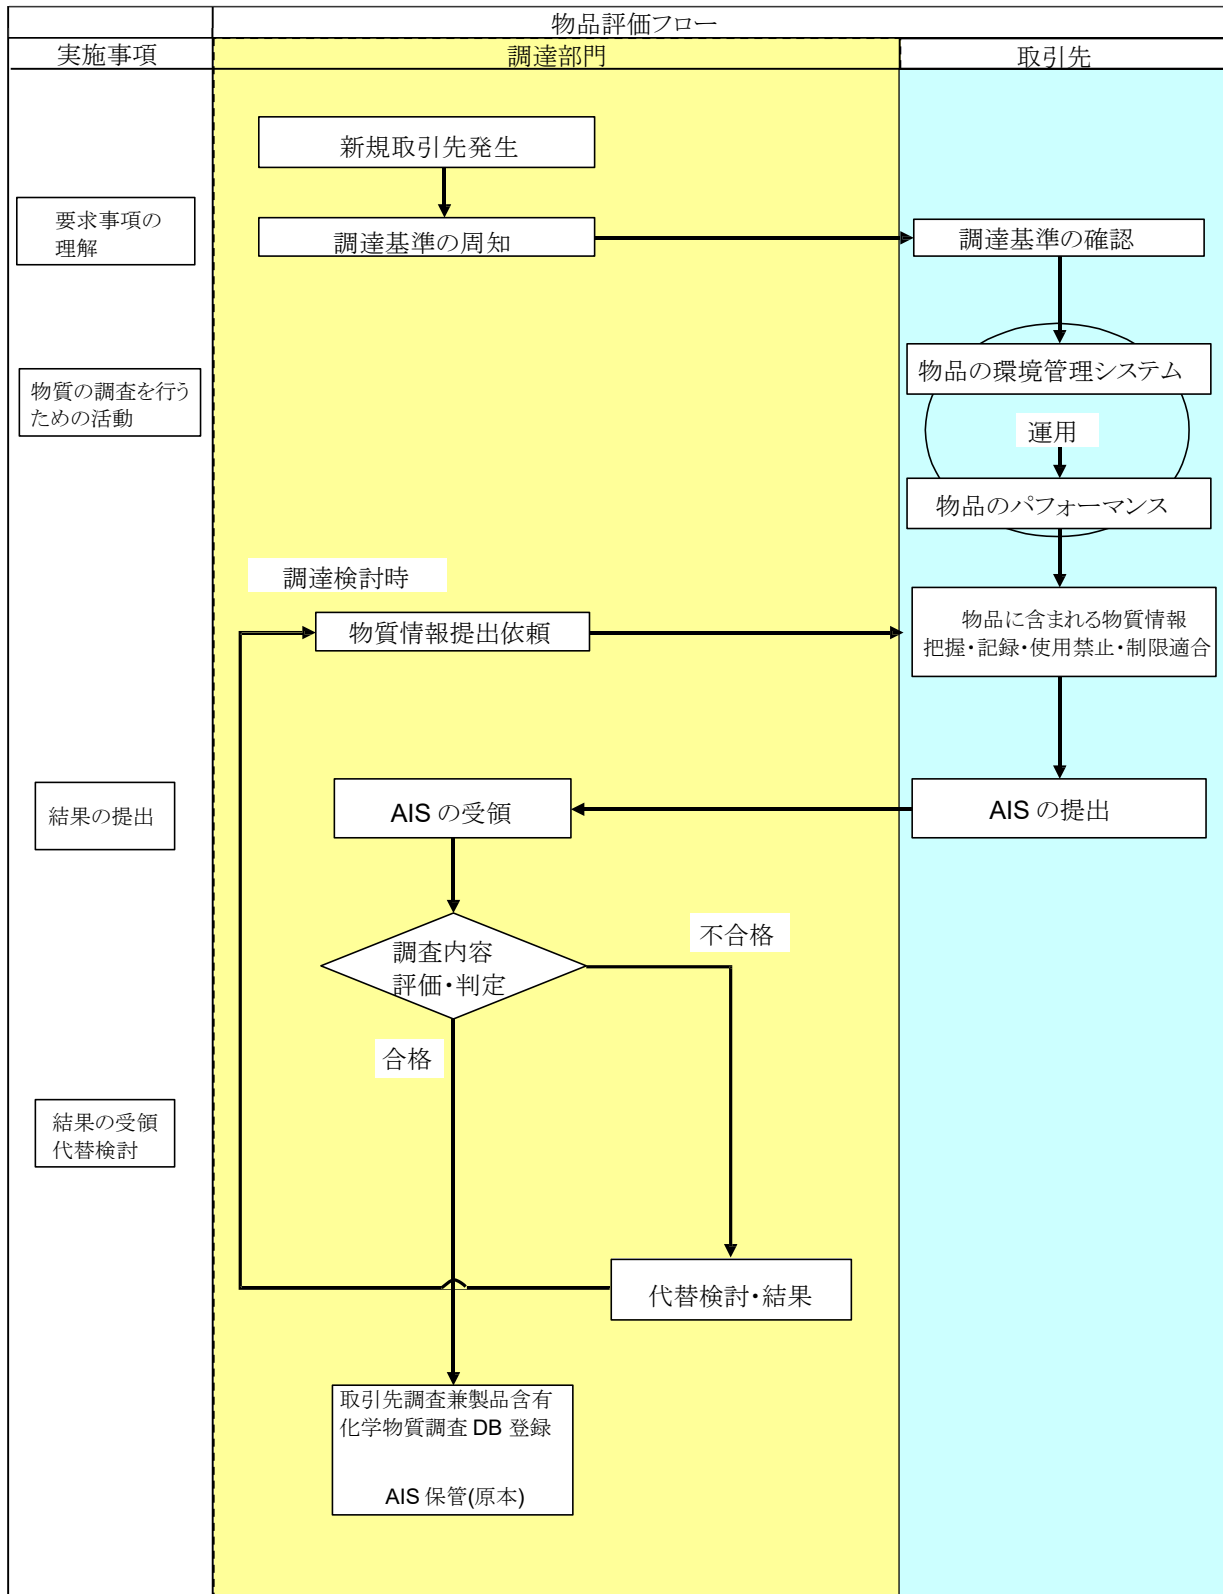 物品評価フロー
実施事項
調達部門
取引先
新規取引先発生
要求事項の
理解
調達基準の周知
調達基準の確認
物質の調査を行う
ための活動
物品の環境管理システム
運用
物品のパフォーマンス
調達検討時
物質情報提出依頼
物品に含まれる物質情報
把握・記録・使用禁止・制限適合
結果の提出
AIS の受領
AIS の提出
調査内容
評価・判定
不合格
合格
結果の受領
代替検討
代替検討・結果
取引先調査兼製品含有
化学物質調査 DB 登録
AIS 保管(原本)